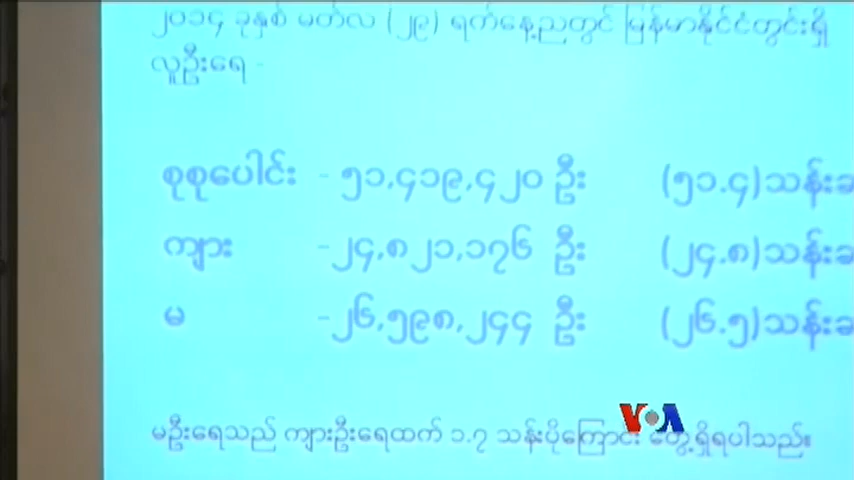 ၂၀၁၄ ခုနှစ် မတ်လ (၂၉) ရက်နေ့ညတွင် မြန်မာနိုင်ငံတွင်းရှိ
လူဦးရေ -
စုစုပေါင်း - ၅၁,၄၁၉,၄၂၀ ဦး (၅၁.၄)သန်းခ
ကျား -၂၄,၈၂၁,၁၇၆ ဦး (၂၄.၈)သန်းခ
မ -၂၆,၅၉၈,၂၄၄ ဦး (၂၆.၅)သန်းခ
မဦးရေသည် ကျားဦးရေထက် ၁.၇ သန်းပိုကြောင်း တွေ့ရှိရပါသည်။
VOA